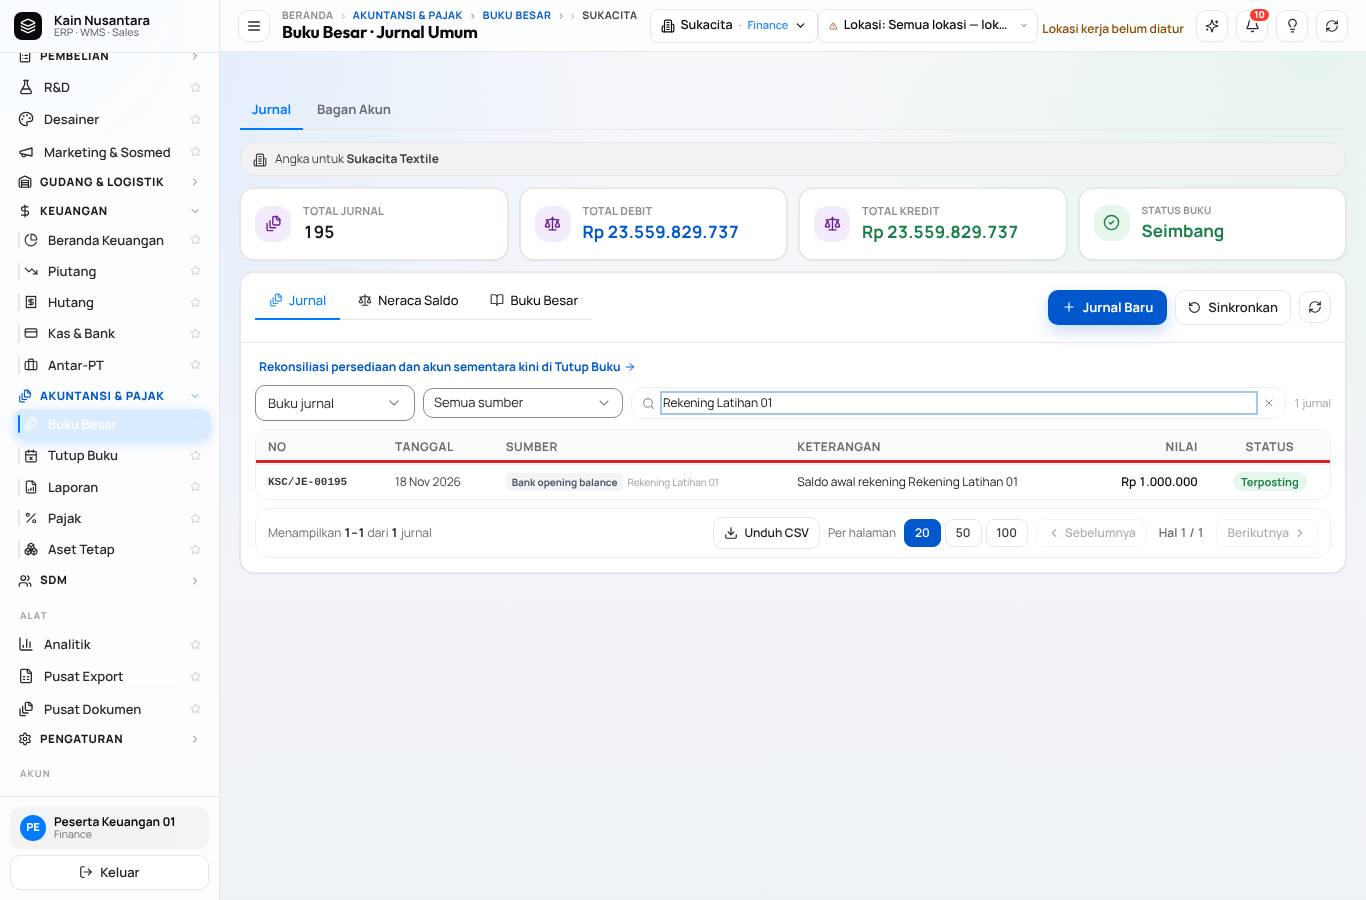 Kain Nusantara
ERP · WMS · Sales
PEMBELIAN
R&D
Desainer
Marketing & Sosmed
GUDANG & LOGISTIK
KEUANGAN
Beranda Keuangan
Piutang
Hutang
Kas & Bank
Antar-PT
AKUNTANSI & PAJAK
Buku Besar
Tutup Buku
Laporan
Pajak
Aset Tetap
SDM
ALAT
Analitik
Pusat Export
Pusat Dokumen
PENGATURAN
AKUN
PE
Peserta Keuangan 01
Finance
Keluar
BERANDA > AKUNTANSI & PAJAK > BUKU BESAR > > SUKACITA
Buku Besar · Jurnal Umum
Sukacita · Finance
Lokasi: Semua lokasi — lok...
Lokasi kerja belum diatur
10
Jurnal
Bagan Akun
Angka untuk Sukacita Textile
TOTAL JURNAL
195
TOTAL DEBIT
Rp 23.559.829.737
TOTAL KREDIT
Rp 23.559.829.737
STATUS BUKU
Seimbang
Jurnal
Neraca Saldo
Buku Besar
+ Jurnal Baru
Sinkronkan
Rekonsiliasi persediaan dan akun sementara kini di Tutup Buku →
Buku jurnal
Semua sumber
Rekening Latihan 01
1 jurnal
NO TANGGAL SUMBER KETERANGAN NILAI STATUS
KSC/JE-00195 18 Nov 2026 Bank opening balance Rekening Latihan 01 Saldo awal rekening Rekening Latihan 01 Rp 1.000.000 Terposting
Menampilkan 1–1 dari 1 jurnal
Unduh CSV
Per halaman 20 50 100
Sebelumnya
Hal 1 / 1
Berikutnya